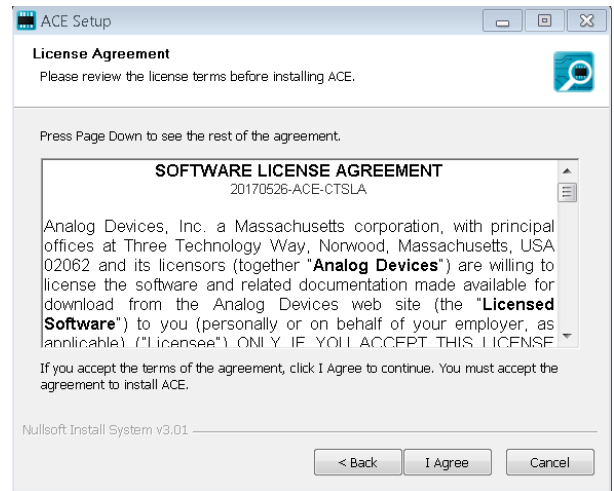 ACE Setup
License Agreement
Please review the license terms before installing ACE.
Press Page Down to see the rest of the agreement.
SOFTWARE LICENSE AGREEMENT
20170526-ACE-CTSLA
Analog Devices, Inc. a Massachusetts corporation, with principal
offices at Three Technology Way, Norwood, Massachusetts, USA
02062 and its licensors (together "Analog Devices") are willing to
license the software and related documentation made available for
download from the Analog Devices web site (the "Licensed
Software") to you (personally or on behalf of your employer, as
applicable) ("Licensee") ONLY IF YOU ACCEPT THIS LICENSE
If you accept the terms of the agreement, click I Agree to continue. You must accept the
agreement to install ACE.
Nullsoft Install System v3.01
< Back I Agree Cancel